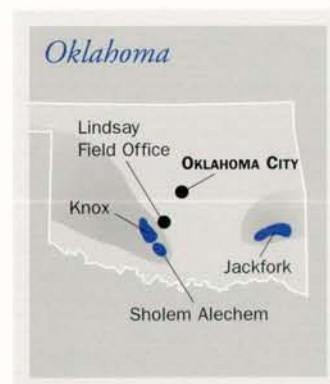 Oklahoma
Lindsay
Field Office
OKLAHOMA CITY
Knox
Jackfork
Sholem Alechem